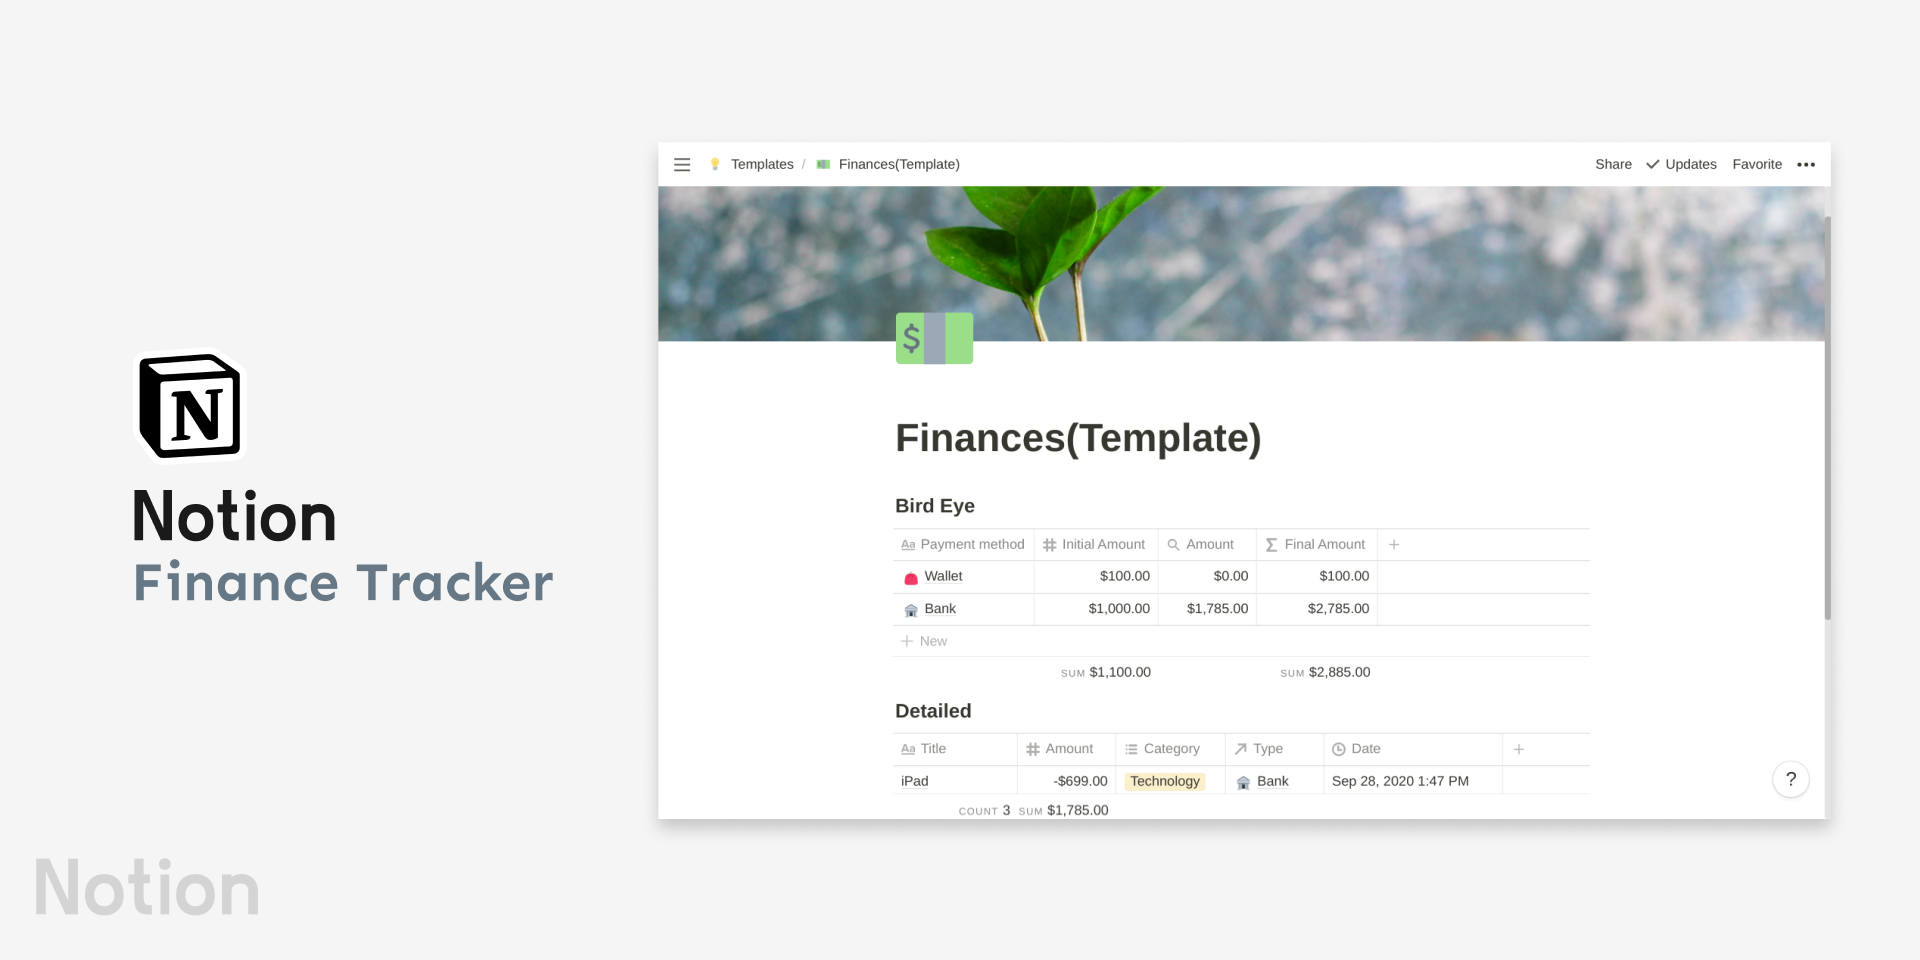 Templates / Finances(Template)
Share Updates Favorite •••
$
N
Notion
Finance Tracker
Finances(Template)
Bird Eye
Aa Payment method # Initial Amount Amount Σ Final Amount +
Wallet $100.00 $0.00 $100.00
Bank $1,000.00 $1,785.00 $2,785.00
+ New
SUM $1,100.00 SUM $2,885.00
Detailed
Aa Title # Amount Category Type Date +
iPad -$699.00 Technology Bank Sep 28, 2020 1:47 PM
?
COUNT 3 SUM $1,785.00
Notion